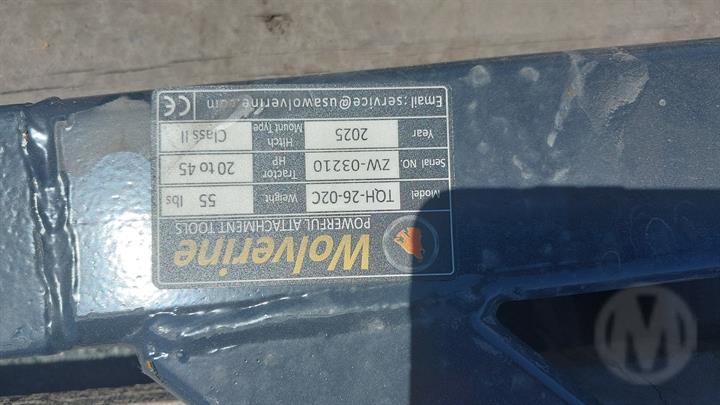 Wolverine
POWERFUL ATTACHMENT TOOLS
Model TQH-26-02C Weight 55 lbs
Serial NO. ZW-03210 Tractor HP 20 to 45
Year 2025 Hitch Mount Type Class II
Email: service@usawolverine.com CE
M